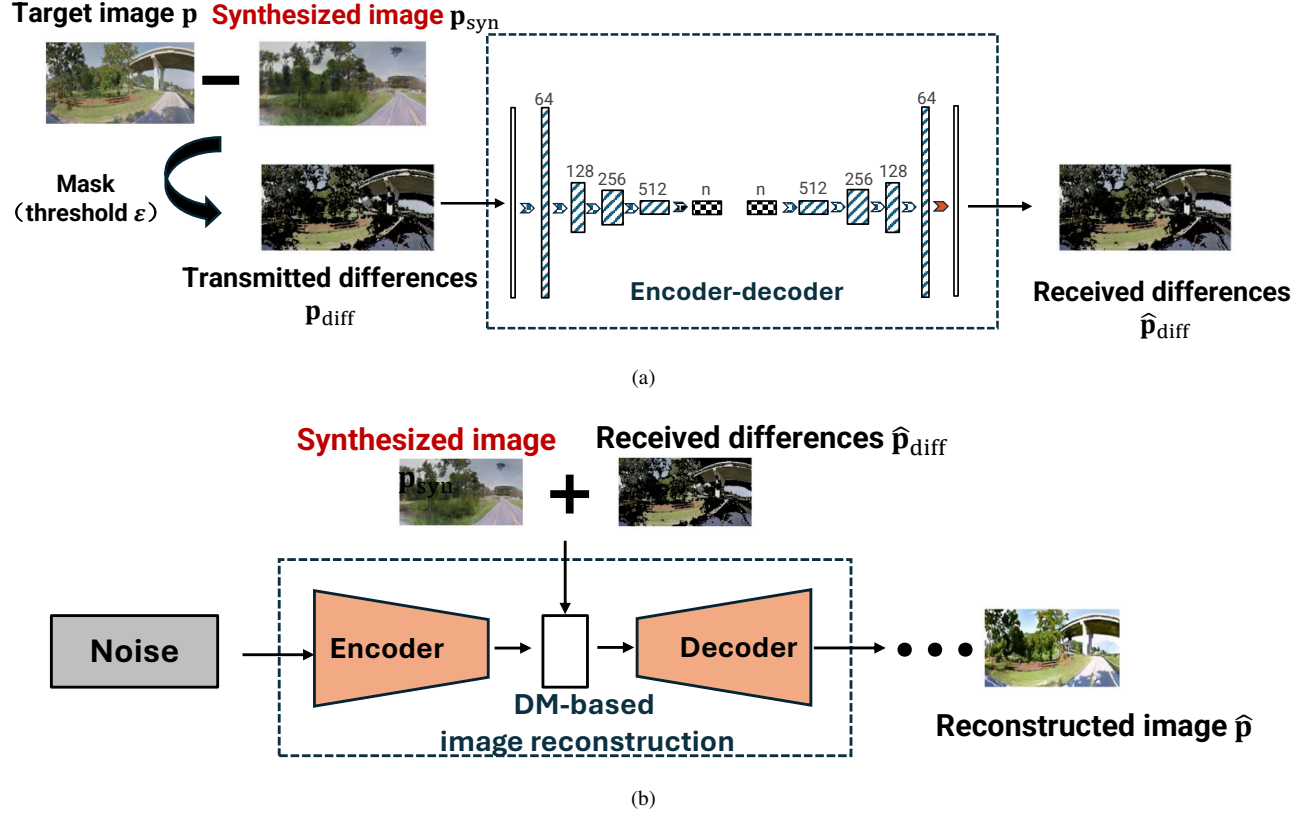 Target image p Synthesized image p_syn
64 64
128 256 512 n n 512 256 128
Mask
(threshold ε)
Transmitted differences
p_diff
Encoder-decoder
Received differences
p̂_diff
(a)
Synthesized image
p_syn
Received differences p̂_diff
Noise
Encoder
Decoder
DM-based
image reconstruction
Reconstructed image p̂
(b)